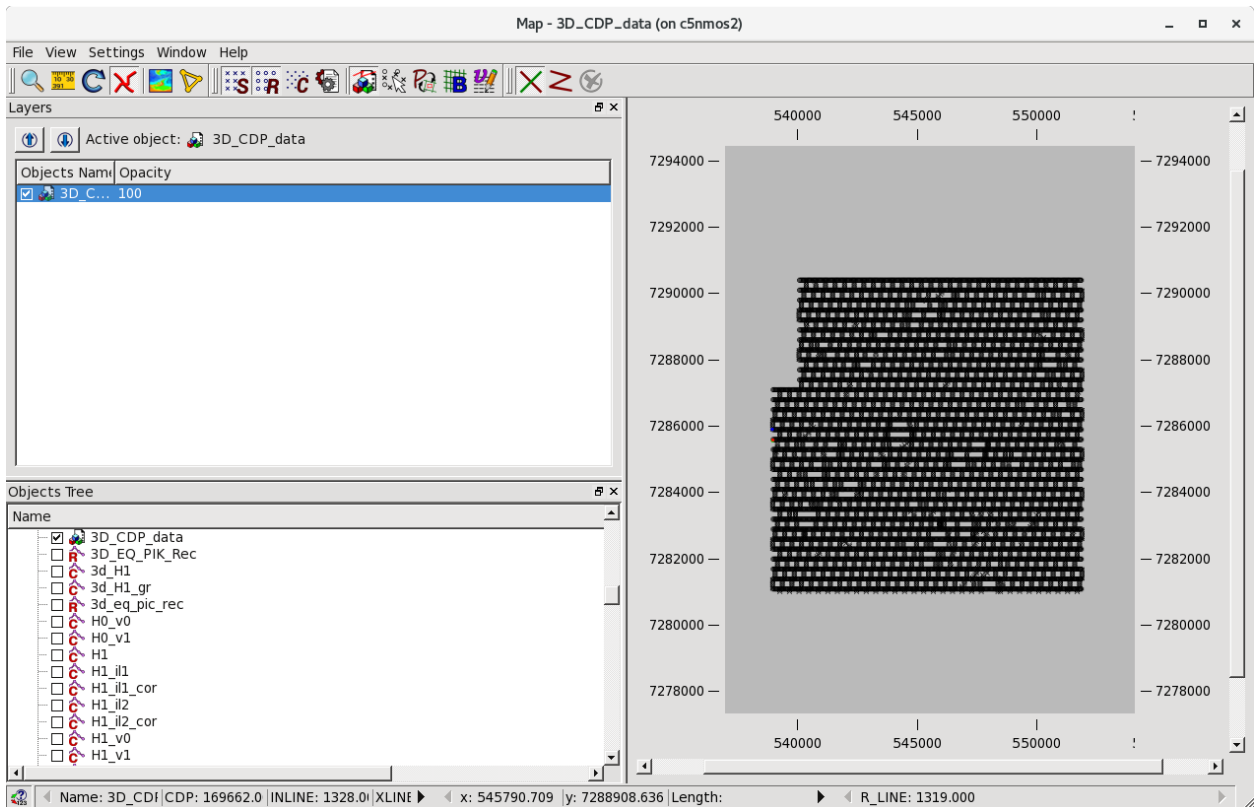 Map - 3D_CDP_data (on c5nmos2)
File View Settings Window Help
Layers
Active object: 3D_CDP_data
Objects Name Opacity
3D_C... 100
Objects Tree
Name
3D_CDP_data
3D_EQ_PIK_Rec
3d_H1
3d_H1_gr
3d_eq_pic_rec
H0_v0
H0_v1
H1
H1_il1
H1_il1_cor
H1_il2
H1_il2_cor
H1_v0
H1_v1
540000 545000 550000
7294000 7294000
7292000 7292000
7290000 7290000
7288000 7288000
7286000 7286000
7284000 7284000
7282000 7282000
7280000 7280000
7278000 7278000
540000 545000 550000
Name: 3D_CDI CDP: 169662.0 INLINE: 1328.0 XLINE x: 545790.709 y: 7288908.636 Length: R_LINE: 1319.000